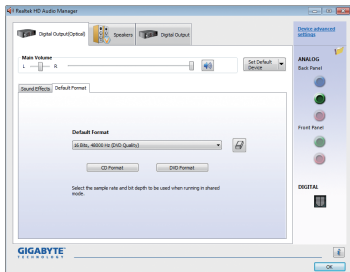 Realtek HD Audio Manager
Digital Output(Optical)
Speakers
Digital Output
Device advanced
settings
Main Volume
L
R
Set Default
Device
ANALOG
Back Panel
Sound Effects
Default Format
Default Format
16 Bits, 48000 Hz (DVD Quality)
CD Format
DVD Format
Select the sample rate and bit depth to be used when running in shared
mode.
Front Panel
DIGITAL
GIGABYTE™
TECHNOLOGY
OK